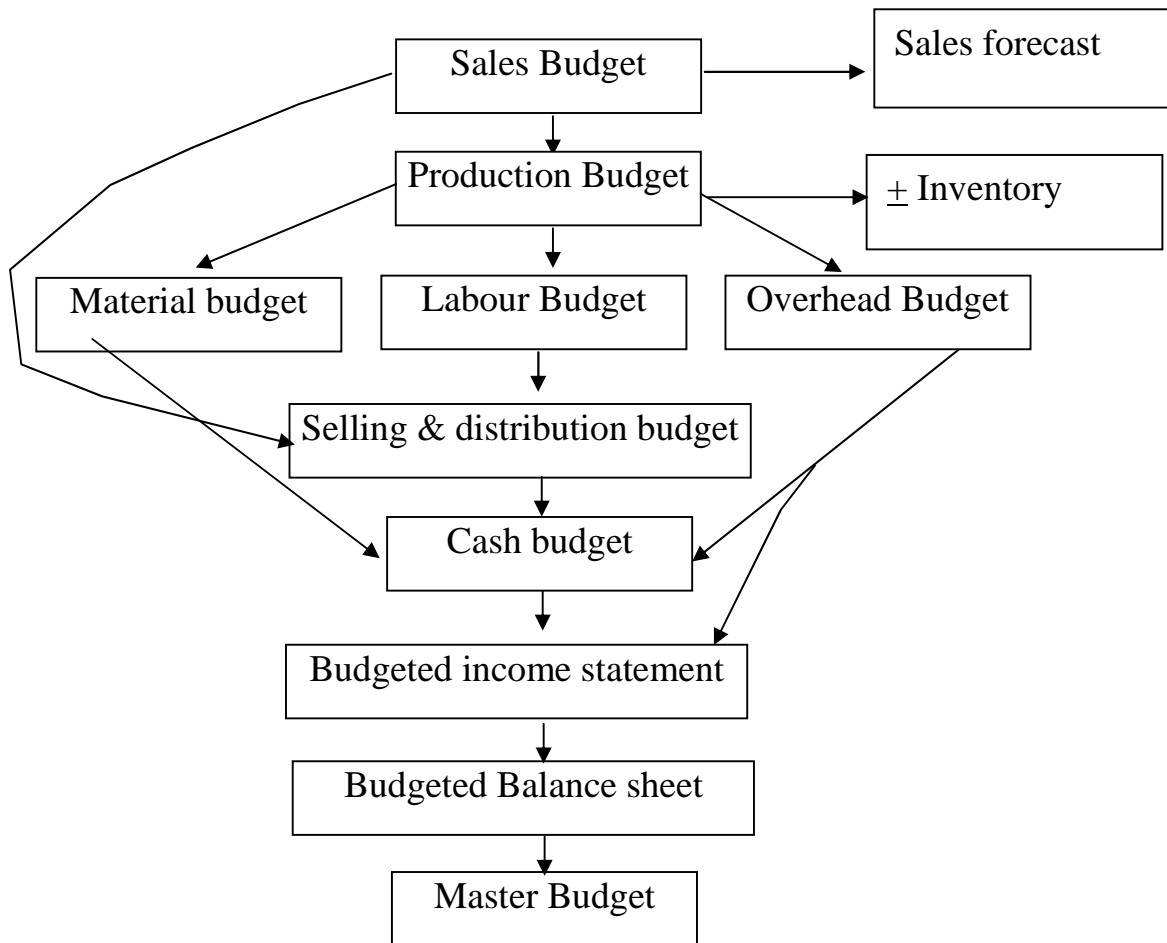 Sales Budget
Sales forecast
Production Budget
± Inventory
Material budget
Labour Budget
Overhead Budget
Selling & distribution budget
Cash budget
Budgeted income statement
Budgeted Balance sheet
Master Budget